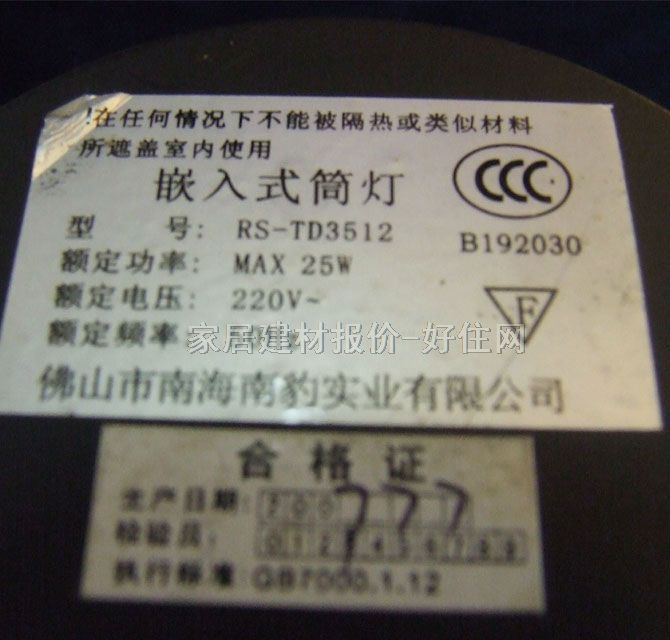 !在任何情况下不能被隔热或类似材料
所遮盖室内使用
嵌入式筒灯
CCC
型 号: RS-TD3512
B192030
额定功率: MAX 25W
额定电压: 220V~
F
额定频率:
家居建材报价-好住网
佛山市南海南豹实业有限公司
合格证
生产日期: 200777
检验员: 0123456789
执行标准: GB7000.1.12